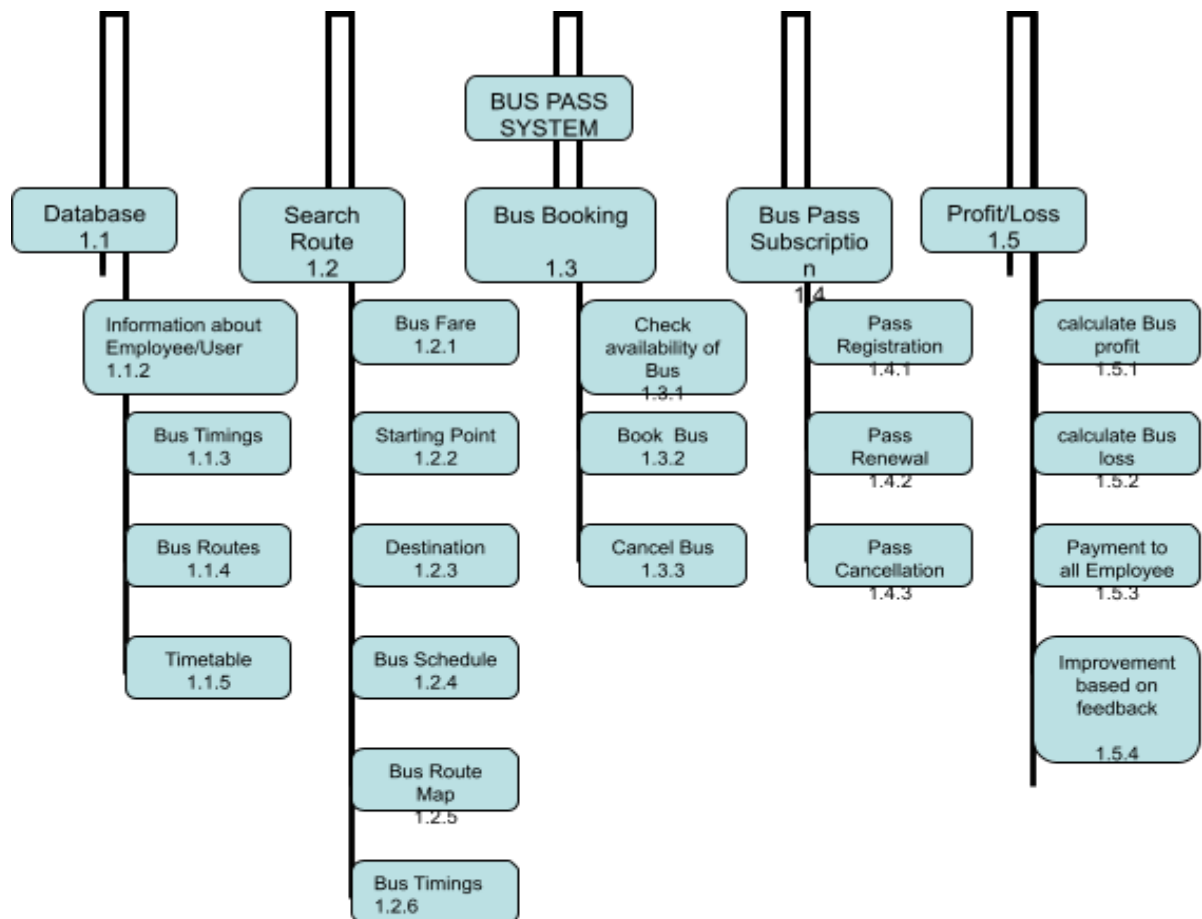 BUS PASS
SYSTEM
Database
1.1
Search
Route
1.2
Bus Booking
1.3
Bus Pass
Subscriptio
n
1.4
Profit/Loss
1.5
Information about
Employee/User
1.1.2
Bus Timings
1.1.3
Bus Routes
1.1.4
Timetable
1.1.5
Bus Fare
1.2.1
Starting Point
1.2.2
Destination
1.2.3
Bus Schedule
1.2.4
Bus Route
Map
1.2.5
Bus Timings
1.2.6
Check
availability of
Bus
1.3.1
Book  Bus
1.3.2
Cancel Bus
1.3.3
Pass
Registration
1.4.1
Pass
Renewal
1.4.2
Pass
Cancellation
1.4.3
calculate Bus
profit
1.5.1
calculate Bus
loss
1.5.2
Payment to
all Employee
1.5.3
Improvement
based on
feedback
1.5.4